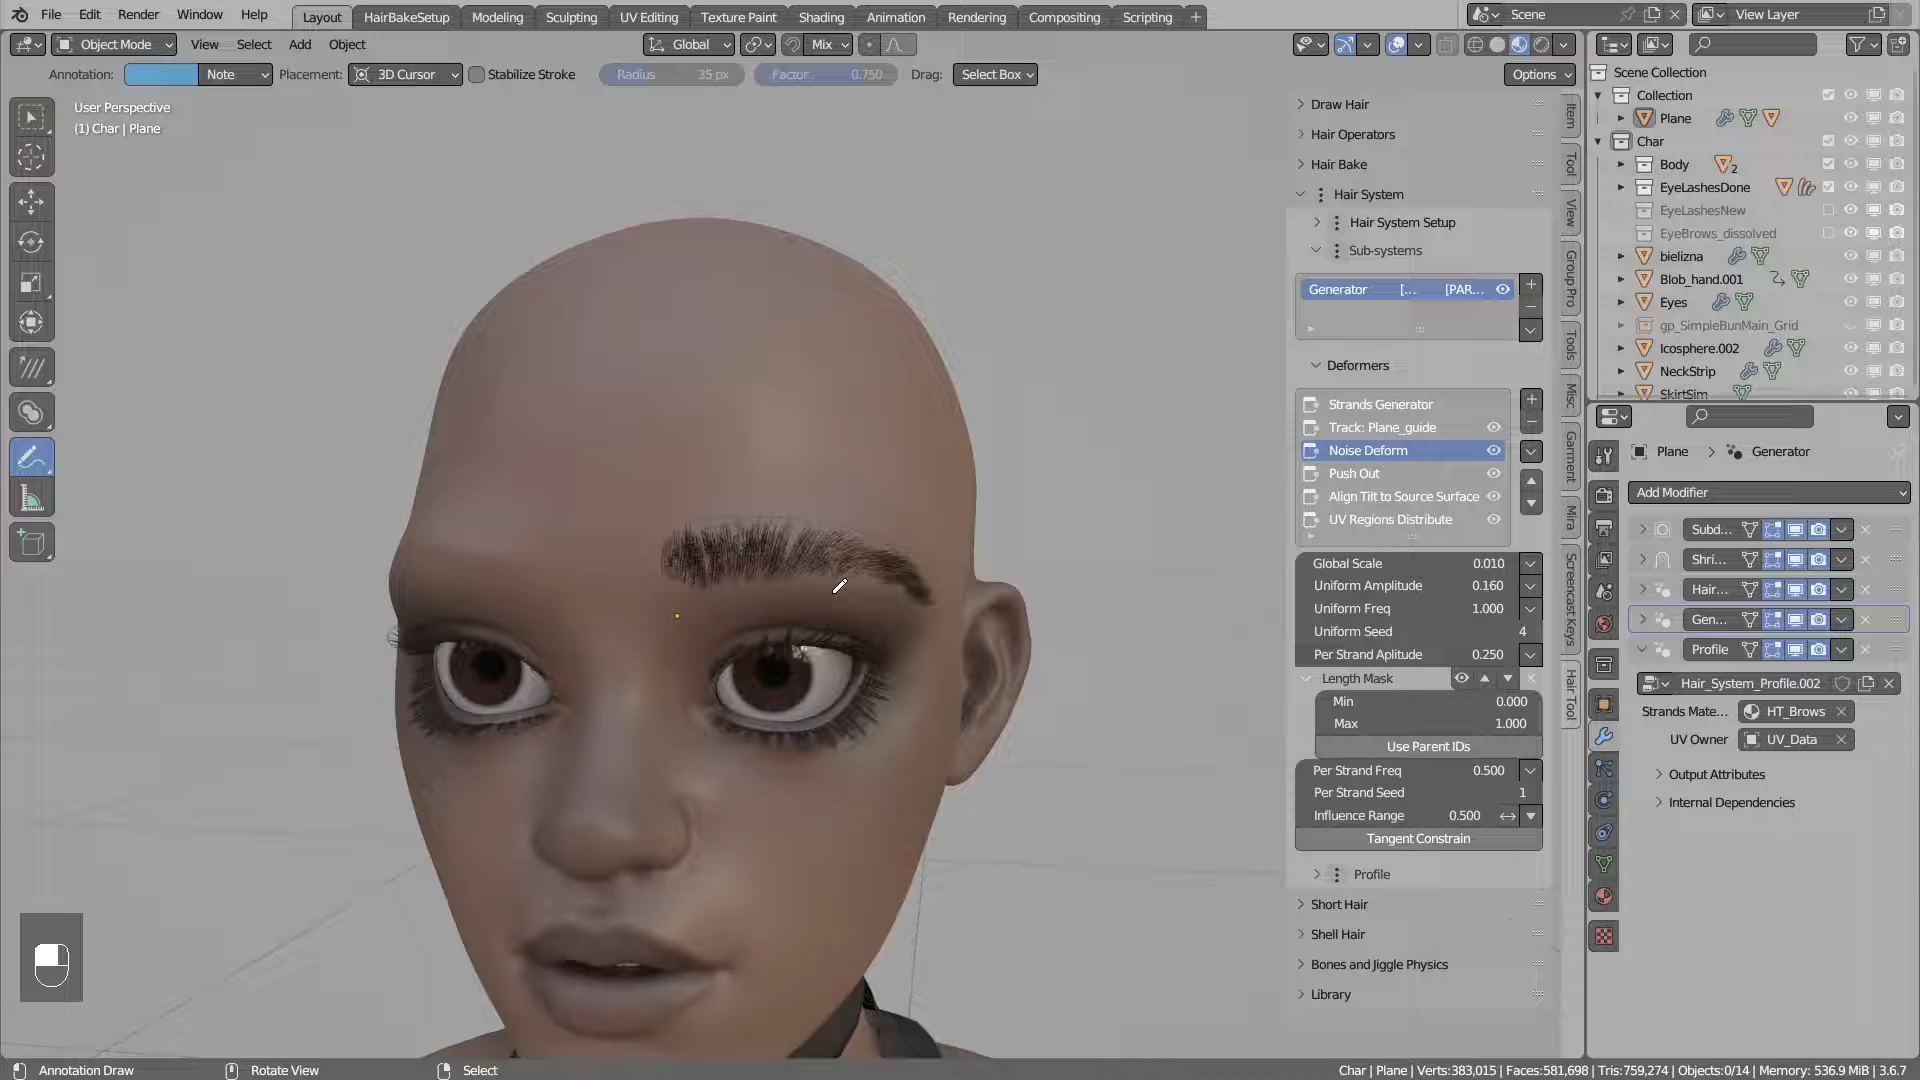 File Edit Render Window Help Layout HairBakeSetup Modeling Sculpting UV Editing Texture Paint Shading Animation Rendering Compositing Scripting + Scene View Layer
Object Mode View Select Add Object Global Mix
Annotation: Note Placement: 3D Cursor Stabilize Stroke Radius 35 px Factor 0.750 Drag: Select Box Options
User Perspective
(1) Char | Plane
Draw Hair
Hair Operators
Hair Bake
Hair System
Hair System Setup
Sub-systems
Generator [... [PAR...
Deformers
Strands Generator
Track: Plane_guide
Noise Deform
Push Out
Align Tilt to Source Surface
UV Regions Distribute
Global Scale 0.010
Uniform Amplitude 0.160
Uniform Freq 1.000
Uniform Seed 4
Per Strand Aplitude 0.250
Length Mask
Min 0.000
Max 1.000
Use Parent IDs
Per Strand Freq 0.500
Per Strand Seed 1
Influence Range 0.500
Tangent Constrain
Profile
Short Hair
Shell Hair
Bones and Jiggle Physics
Library
Item
Tool
View
Group Pro
Tools
Misc
Garment
Mira
Screencast Keys
Hair Tool
Scene Collection
Collection
Plane
Char
Body 2
EyeLashesDone
EyeLashesNew
EyeBrows_dissolved
bielizna
Blob_hand.001
Eyes
gp_SimpleBunMain_Grid
Icosphere.002
NeckStrip
SkirtSim
Plane > Generator
Add Modifier
Subd...
Shri...
Hair...
Gen...
Profile
Hair_System_Profile.002
Strands Mate... HT_Brows
UV Owner UV_Data
Output Attributes
Internal Dependencies
Annotation Draw Rotate View Select Char | Plane | Verts:383,015 | Faces:581,698 | Tris:759,274 | Objects:0/14 | Memory: 536.9 MiB | 3.6.7